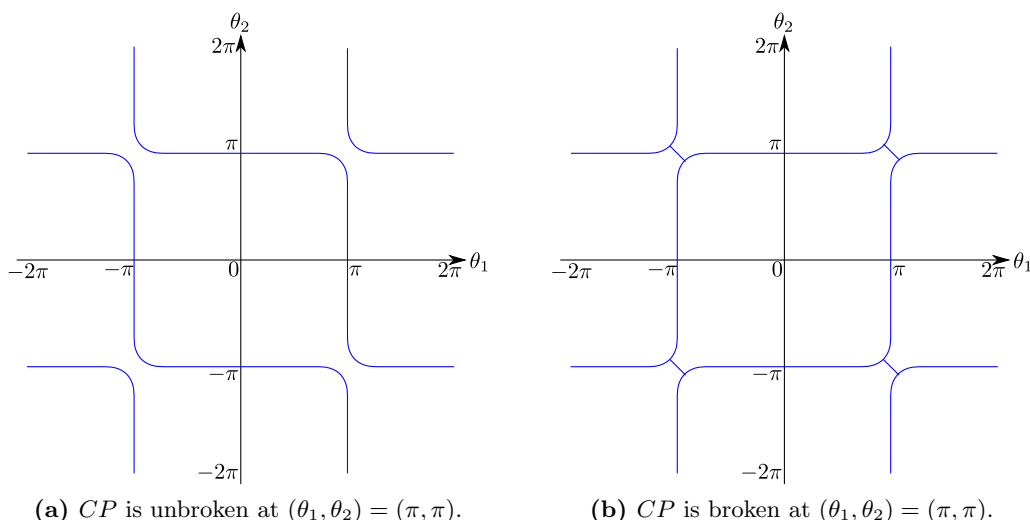 θ₂
2π
π
−2π
−π
0
π
2π
θ₁
−π
−2π
(a) CP is unbroken at (θ₁, θ₂) = (π, π).
θ₂
2π
π
−2π
−π
0
π
2π
θ₁
−π
−2π
(b) CP is broken at (θ₁, θ₂) = (π, π).